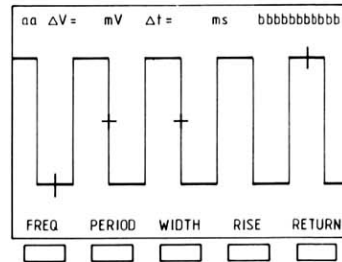 aa ΔV= mV Δt= ms bbbbbbbbbbb
FREQ PERIOD WIDTH RISE RETURN